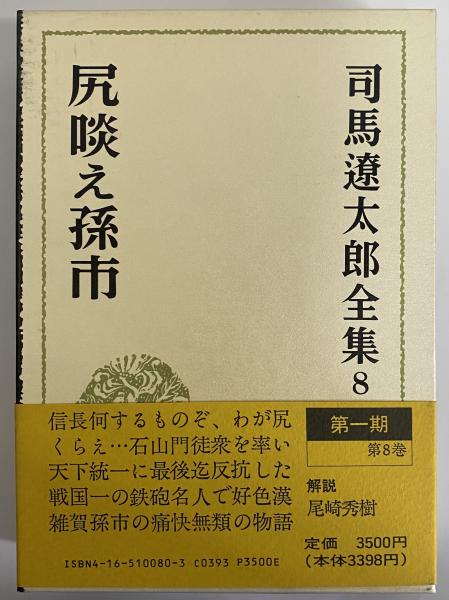 司馬遼太郎全集8
尻啖え孫市
信長何するものぞ、わが尻
くらえ…石山門徒衆を率い
天下統一に最後迄反抗した
戦国一の鉄砲名人で好色漢
雑賀孫市の痛快無類の物語
ISBN4-16-510080-3 C0393 P3500E
第一期
第8巻
解説
尾崎秀樹
定価 3500円
(本体3398円)